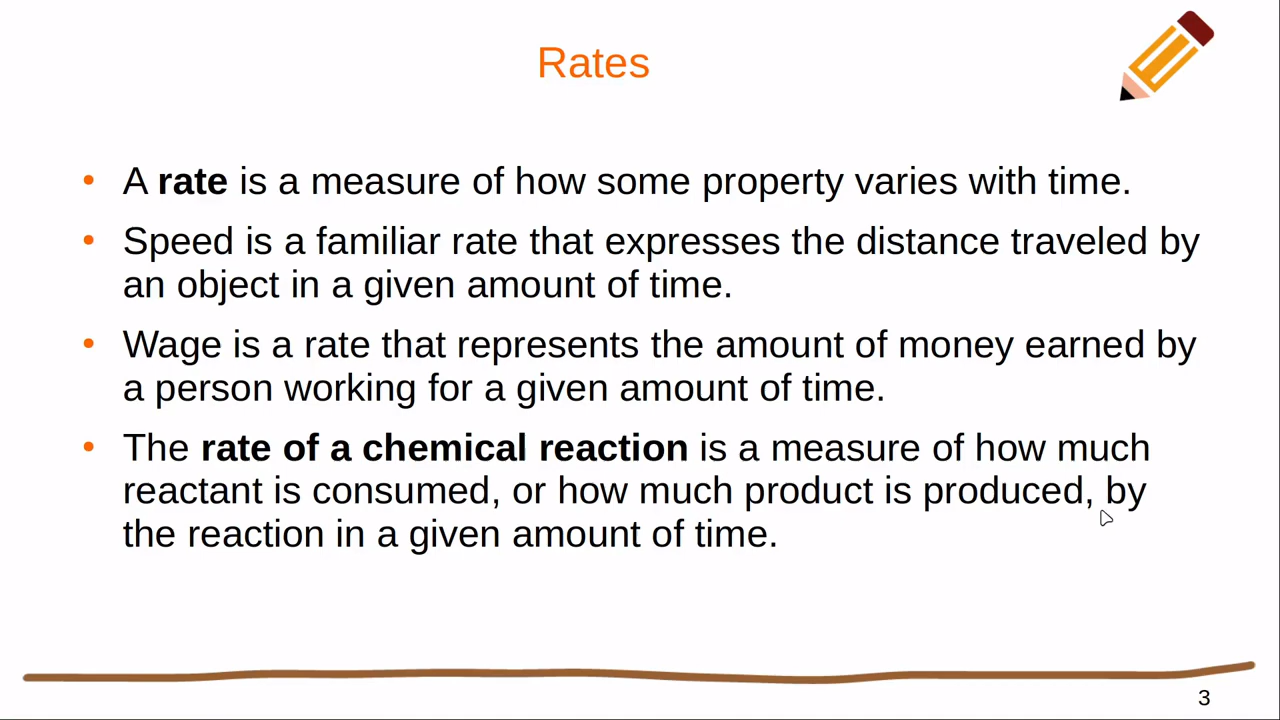 Rates
• A rate is a measure of how some property varies with time.
• Speed is a familiar rate that expresses the distance traveled by
an object in a given amount of time.
• Wage is a rate that represents the amount of money earned by
a person working for a given amount of time.
• The rate of a chemical reaction is a measure of how much
reactant is consumed, or how much product is produced, by
the reaction in a given amount of time.
3